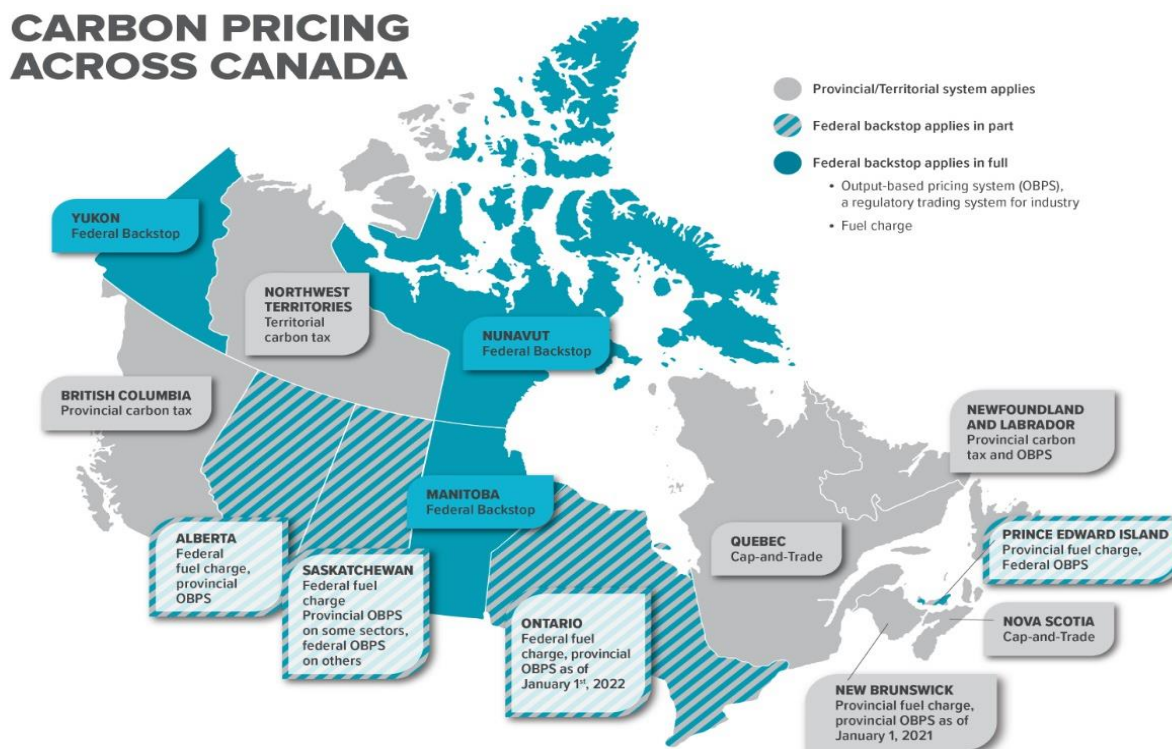 CARBON PRICING
ACROSS CANADA
Provincial/Territorial system applies
Federal backstop applies in part
Federal backstop applies in full
• Output-based pricing system (OBPS),
a regulatory trading system for industry
• Fuel charge
YUKON
Federal Backstop
NORTHWEST
TERRITORIES
Territorial
carbon tax
NUNAVUT
Federal Backstop
BRITISH COLUMBIA
Provincial carbon tax
NEWFOUNDLAND
AND LABRADOR
Provincial carbon
tax and OBPS
MANITOBA
Federal Backstop
ALBERTA
Federal
fuel charge,
provincial
OBPS
SASKATCHEWAN
Federal fuel
charge
Provincial OBPS
on some sectors,
federal OBPS
on others
ONTARIO
Federal fuel
charge, provincial
OBPS as of
January 1st, 2022
QUEBEC
Cap-and-Trade
PRINCE EDWARD ISLAND
Provincial fuel charge,
Federal OBPS
NOVA SCOTIA
Cap-and-Trade
NEW BRUNSWICK
Provincial fuel charge,
provincial OBPS as of
January 1, 2021